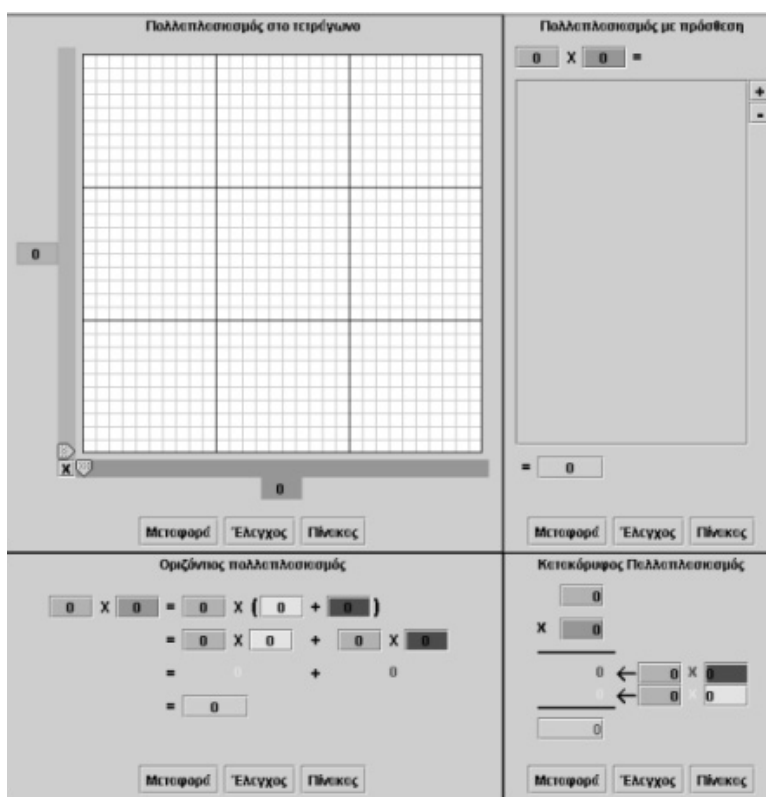 Πολλαπλασιασμός στο τετράγωνο
0
X
0
Μεταφορά Έλεγχος Πίνακας
Πολλαπλασιασμός με πρόσθεση
0 X 0 =
+
-
= 0
Μεταφορά Έλεγχος Πίνακας
Οριζόντιος πολλαπλασιασμός
0 X 0 = 0 X ( 0 + 0 )
= 0 X 0 + 0 X 0
= 0 + 0
= 0
Μεταφορά Έλεγχος Πίνακας
Κατακόρυφος Πολλαπλασιασμός
0
X 0
0 ← 0 X 0
0 ← 0 X 0
0
Μεταφορά Έλεγχος Πίνακας